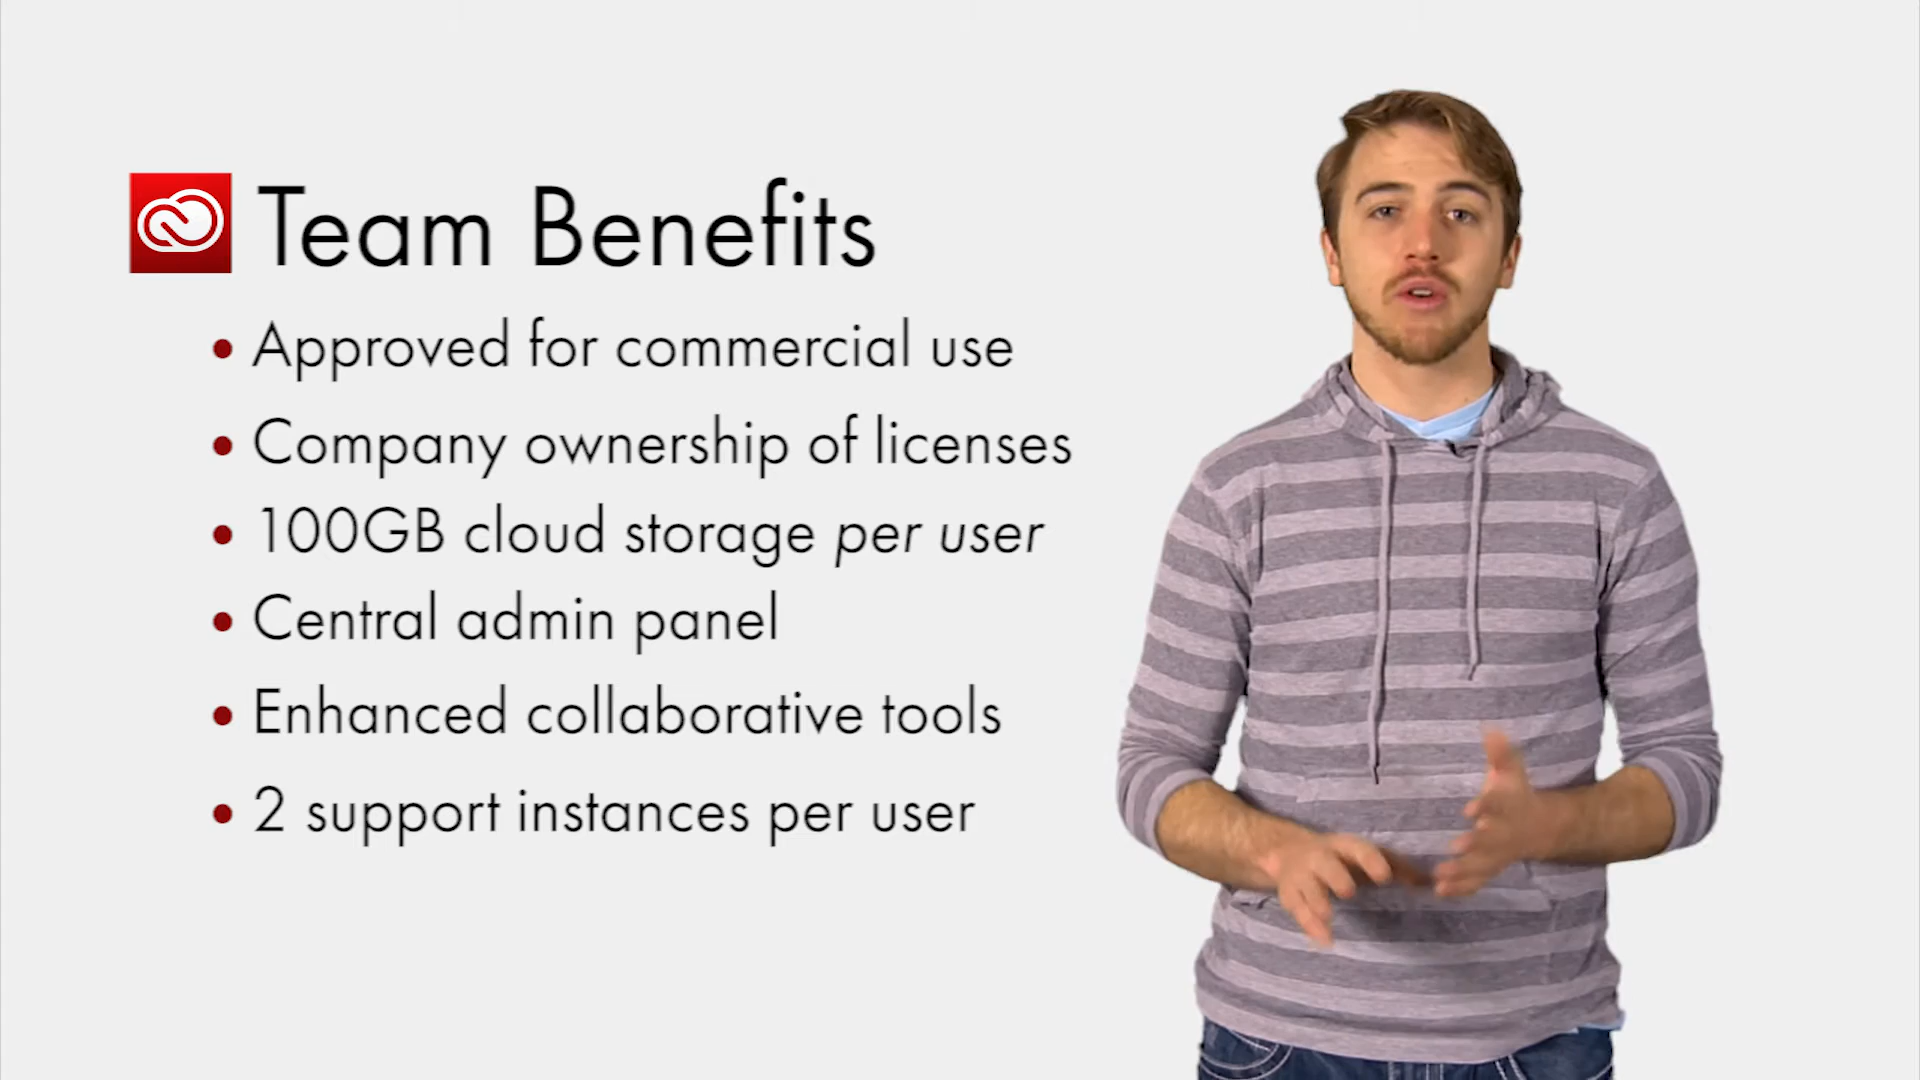 Team Benefits
• Approved for commercial use
• Company ownership of licenses
• 100GB cloud storage per user
• Central admin panel
• Enhanced collaborative tools
• 2 support instances per user